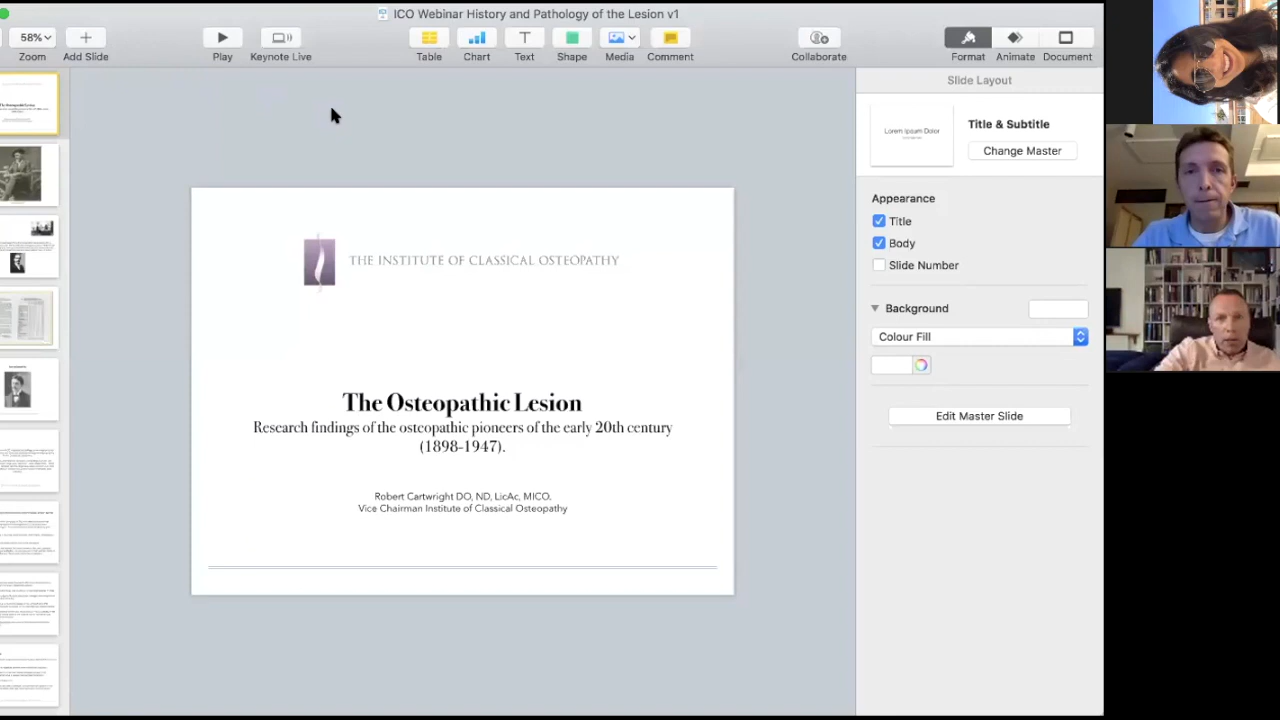 ICO Webinar History and Pathology of the Lesion v1
58%
Zoom
Add Slide
Play
Keynote Live
Table
Chart
Text
Shape
Media
Comment
Collaborate
Format
Animate
Document
Slide Layout
Lorem Ipsum Dolor
Title & Subtitle
Change Master
Appearance
Title
Body
Slide Number
Background
Colour Fill
Edit Master Slide
THE INSTITUTE OF CLASSICAL OSTEOPATHY
The Osteopathic Lesion
Research findings of the osteopathic pioneers of the early 20th century
(1898-1947).
Robert Cartwright DO, ND, LicAc, MICO.
Vice Chairman Institute of Classical Osteopathy